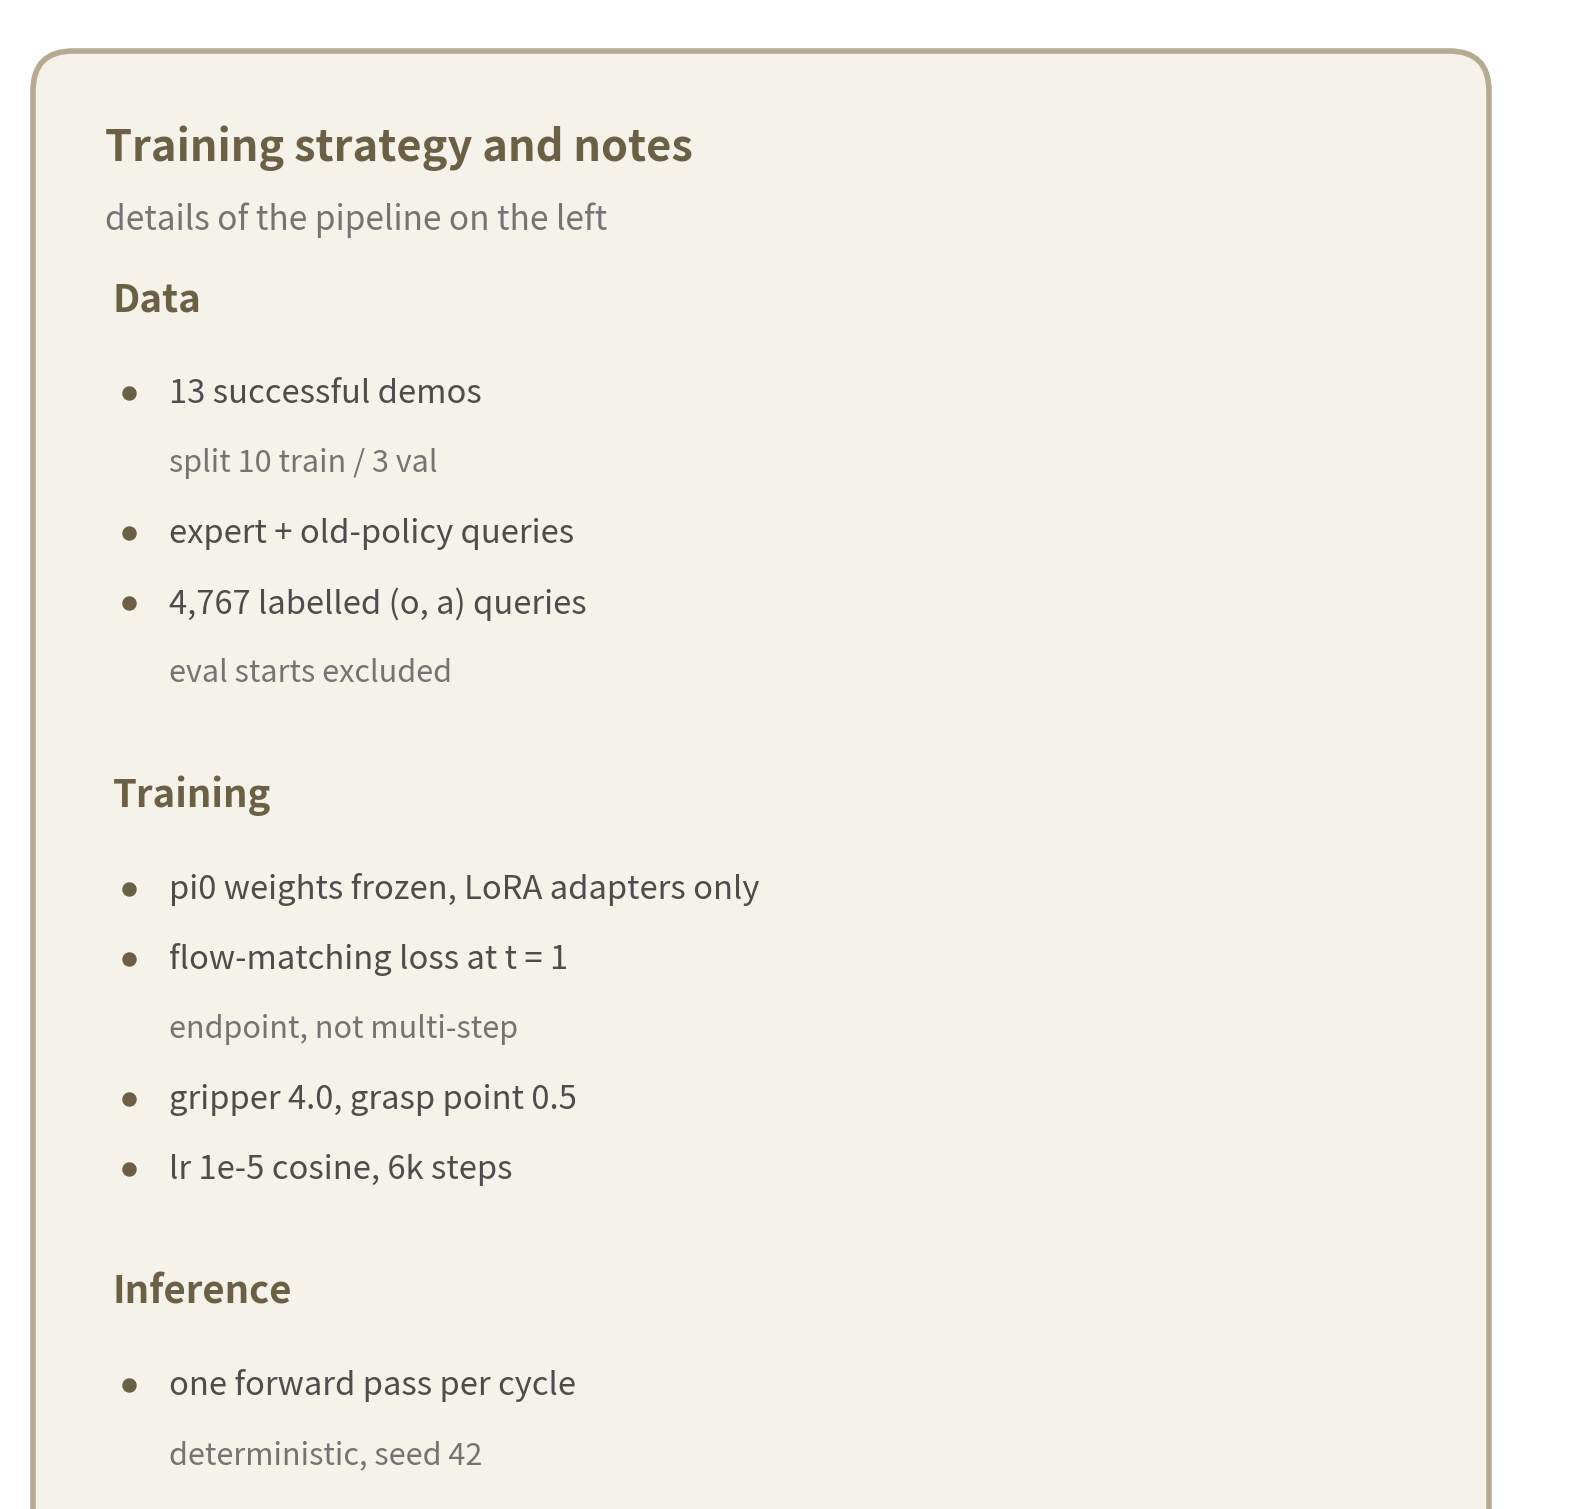 Training strategy and notes
details of the pipeline on the left
Data
● 13 successful demos
split 10 train / 3 val
● expert + old-policy queries
● 4,767 labelled (o, a) queries
eval starts excluded
Training
● pi0 weights frozen, LoRA adapters only
● flow-matching loss at t = 1
endpoint, not multi-step
● gripper 4.0, grasp point 0.5
● lr 1e-5 cosine, 6k steps
Inference
● one forward pass per cycle
deterministic, seed 42